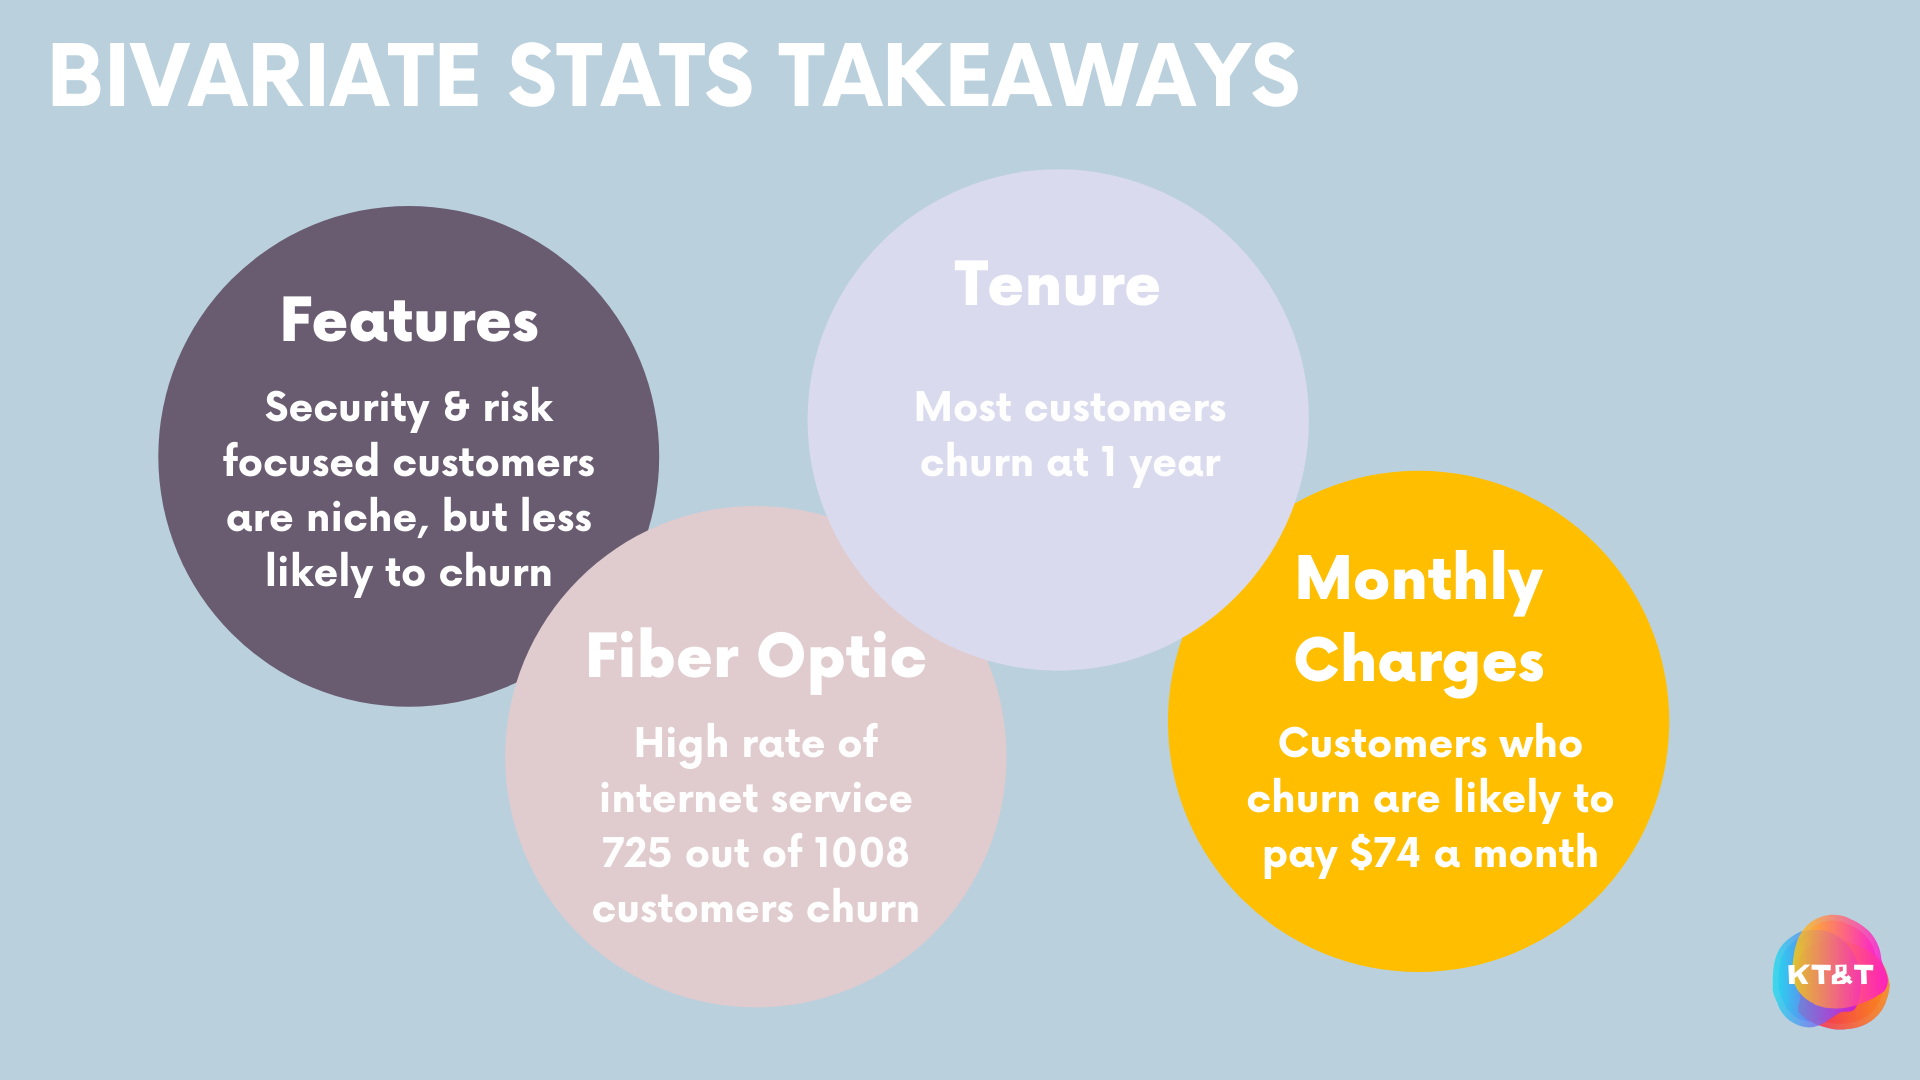 BIVARIATE STATS TAKEAWAYS
Features
Security & risk
focused customers
are niche, but less
likely to churn
Fiber Optic
High rate of
internet service
725 out of 1008
customers churn
Tenure
Most customers
churn at 1 year
Monthly
Charges
Customers who
churn are likely to
pay $74 a month
KT&T